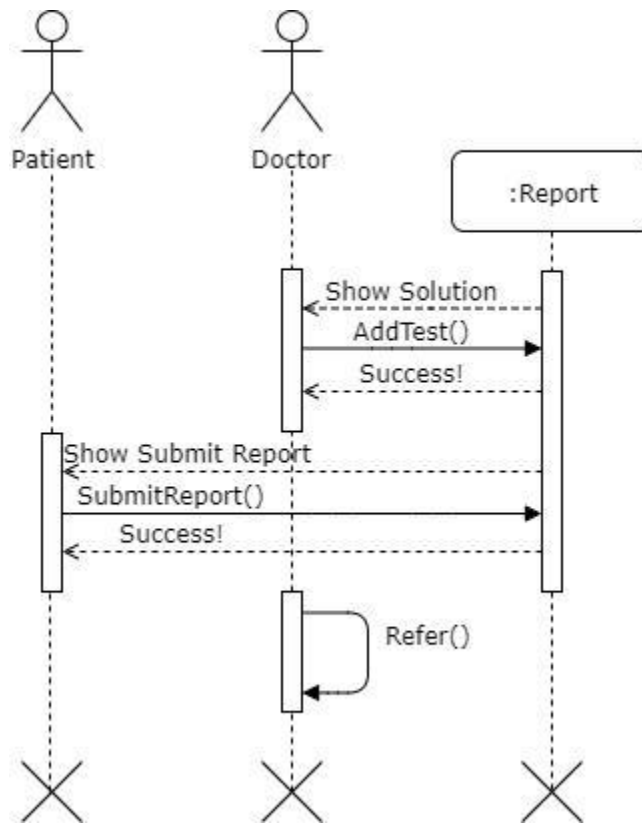 Patient
Doctor
:Report
Show Solution
AddTest()
Success!
Show Submit Report
SubmitReport()
Success!
Refer()